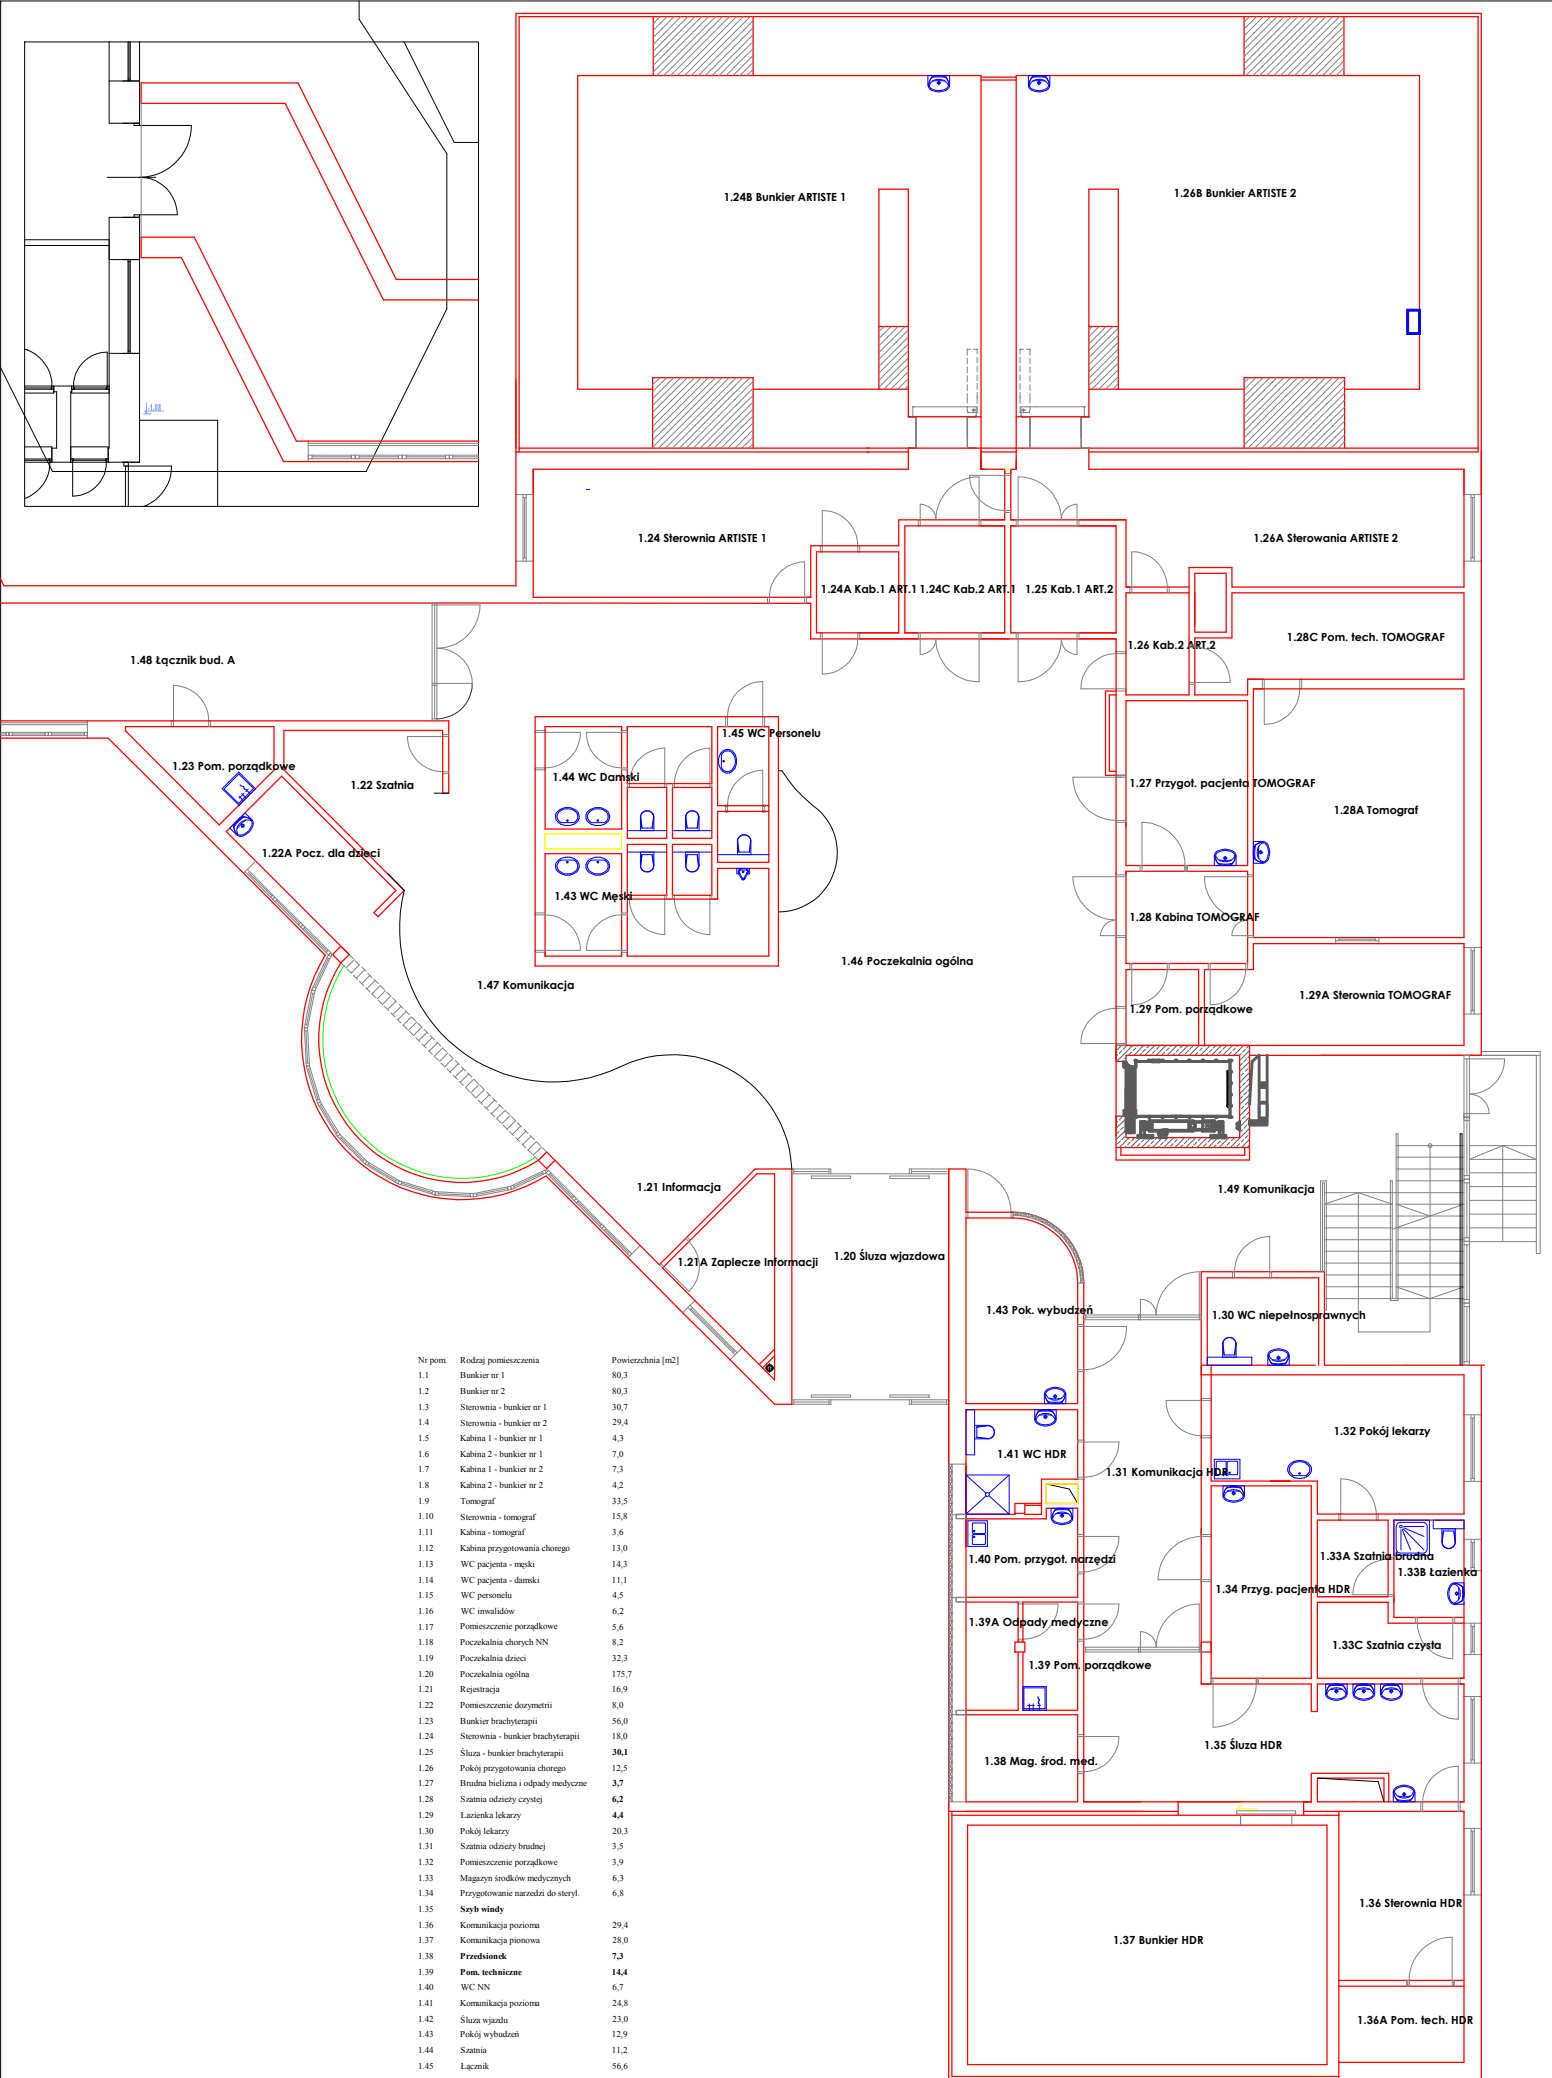 1.24B Bunkier ARTISTE 1
1.26B Bunkier ARTISTE 2
-1,00
1.24 Sterownia ARTISTE 1
1.26A Sterowania ARTISTE 2
1.24A Kab.1 ART.1
1.24C Kab.2 ART.1
1.25 Kab.1 ART.2
1.26 Kab.2 ART.2
1.28C Pom. tech. TOMOGRAF
1.48 Łącznik bud. A
1.45 WC Personelu
1.23 Pom. porządkowe
1.22 Szatnia
1.44 WC Damski
1.27 Przygot. pacjenta TOMOGRAF
1.28A Tomograf
1.22A Pocz. dla dzieci
1.43 WC Męski
1.28 Kabina TOMOGRAF
1.46 Poczekalnia ogólna
1.47 Komunikacja
1.29A Sterownia TOMOGRAF
1.29 Pom. porządkowe
1.21 Informacja
1.49 Komunikacja
1.21A Zaplecze Informacji
1.20 Śluza wjazdowa
1.43 Pok. wybudzeń
1.30 WC niepełnosprawnych
1.32 Pokój lekarzy
1.41 WC HDR
1.31 Komunikacja HDR
1.40 Pom. przygot. narzędzi
1.33A Szatnia brudna
1.33B Łazienka
1.34 Przyg. pacjenta HDR
1.39A Odpady medyczne
1.33C Szatnia czysta
1.39 Pom. porządkowe
1.35 Śluza HDR
1.38 Mag. środ. med.
1.36 Sterownia HDR
1.37 Bunkier HDR
1.36A Pom. tech. HDR
Nr pom. Rodzaj pomieszczenia Powierzchnia [m2]
1.1 Bunkier nr 1 80,3
1.2 Bunkier nr 2 80,3
1.3 Sterownia - bunkier nr 1 30,7
1.4 Sterownia - bunkier nr 2 29,4
1.5 Kabina 1 - bunkier nr 1 4,3
1.6 Kabina 2 - bunkier nr 1 7,0
1.7 Kabina 1 - bunkier nr 2 7,3
1.8 Kabina 2 - bunkier nr 2 4,2
1.9 Tomograf 33,5
1.10 Sterownia - tomograf 15,8
1.11 Kabina - tomograf 3,6
1.12 Kabina przygotowania chorego 13,0
1.13 WC pacjenta - męski 14,3
1.14 WC pacjenta - damski 11,1
1.15 WC personelu 4,5
1.16 WC inwalidów 6,2
1.17 Pomieszczenie porządkowe 5,6
1.18 Poczekalnia chorych NN 8,2
1.19 Poczekalnia dzieci 32,3
1.20 Poczekalnia ogólna 175,7
1.21 Rejestracja 16,9
1.22 Pomieszczenie dozymetrii 8,0
1.23 Bunkier brachyterapii 56,0
1.24 Sterownia - bunkier brachyterapii 18,0
1.25 Śluza - bunkier brachyterapii 30,1
1.26 Pokój przygotowania chorego 12,5
1.27 Brudna bielizna i odpady medyczne 3,7
1.28 Szatnia odzieży czystej 6,2
1.29 Łazienka lekarzy 4,4
1.30 Pokój lekarzy 20,3
1.31 Szatnia odzieży brudnej 3,5
1.32 Pomieszczenie porządkowe 3,9
1.33 Magazyn środków medycznych 6,3
1.34 Przygotowanie narzedzi do steryl. 6,8
1.35 Szyb windy
1.36 Komunikacja pozioma 29,4
1.37 Komunikacja pionowa 28,0
1.38 Przedsionek 7,3
1.39 Pom. techniczne 14,4
1.40 WC NN 6,7
1.41 Komunikacja pozioma 24,8
1.42 Śluza wjazdu 23,0
1.43 Pokój wybudzeń 12,9
1.44 Szatnia 11,2
1.45 Łącznik 56,6